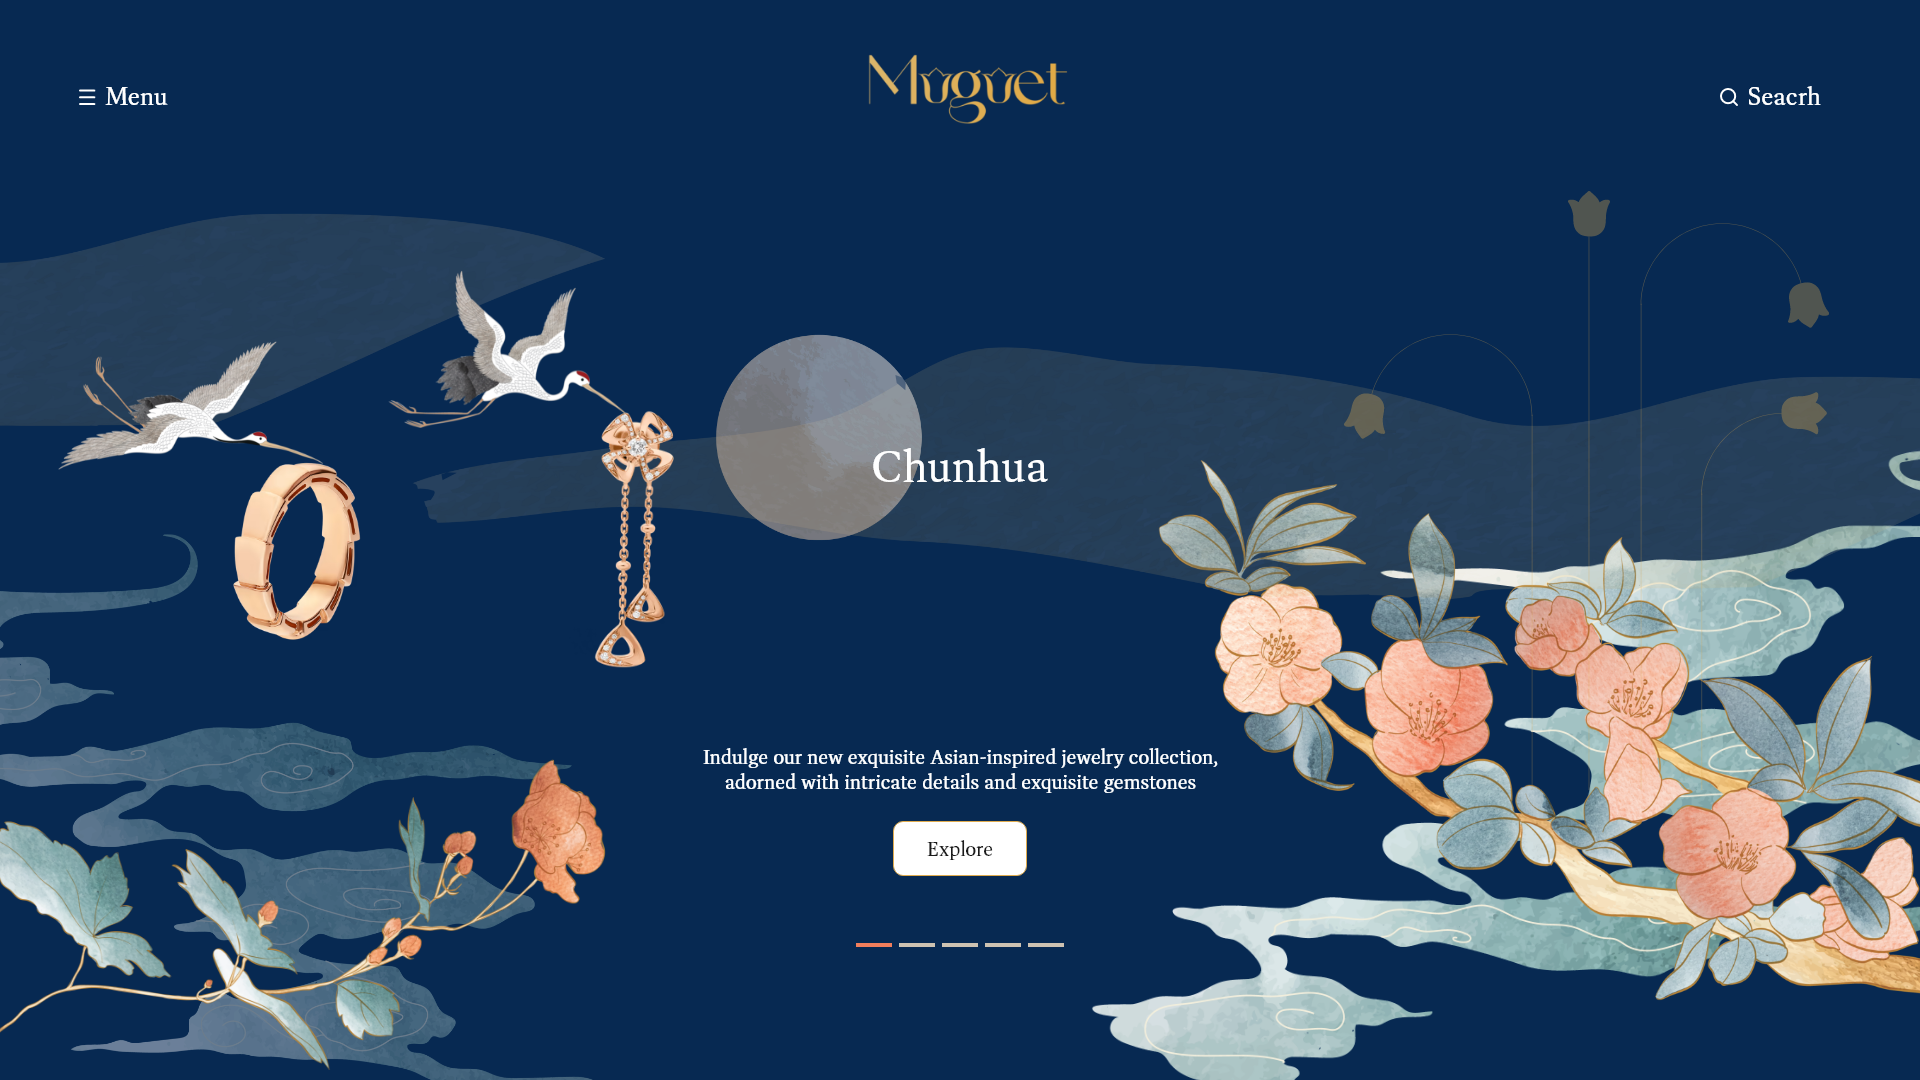 Menu
Muguet
Seacrh
Chunhua
Indulge our new exquisite Asian-inspired jewelry collection,
adorned with intricate details and exquisite gemstones
Explore